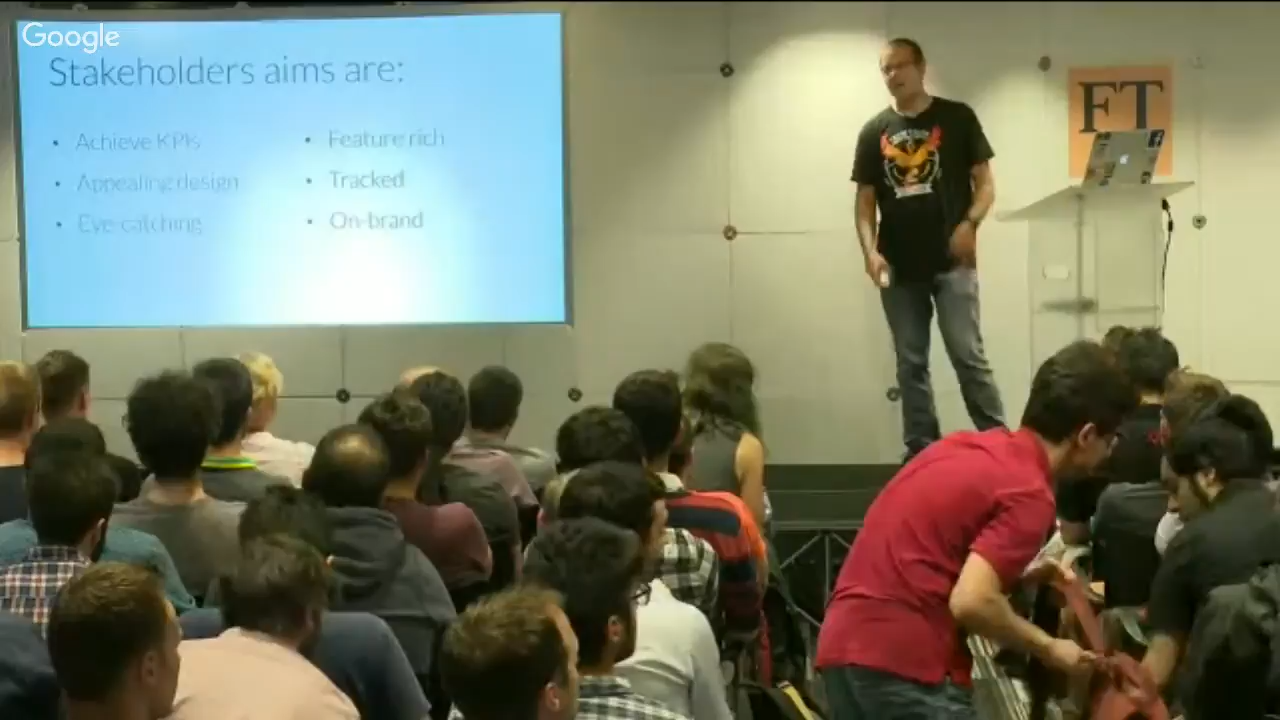 Google
Stakeholders aims are:
• Achieve KPIs
• Appealing design
• Eye-catching
• Feature rich
• Tracked
• On-brand
FT